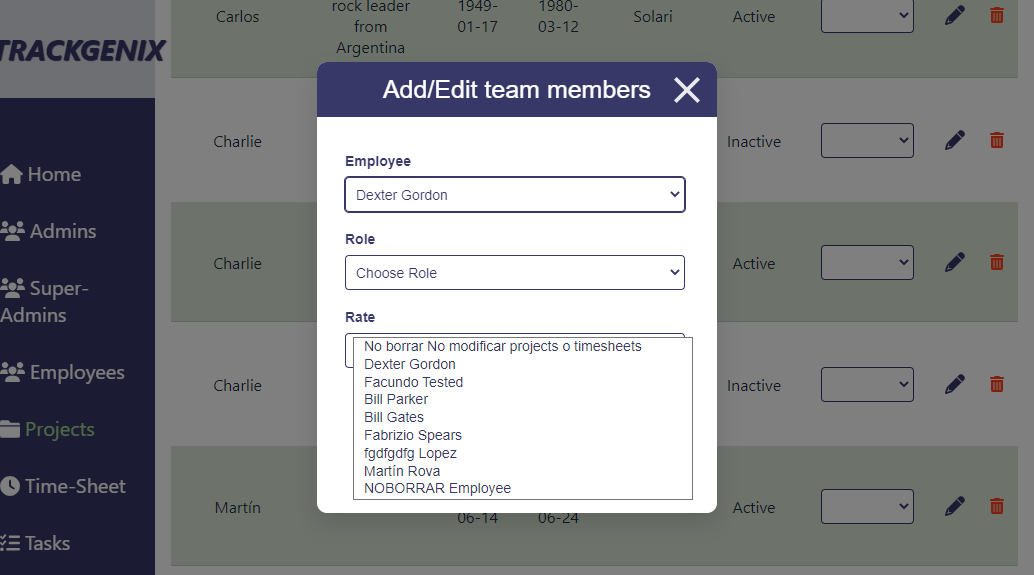 TRACKGENIX
Home
Admins
Super-
Admins
Employees
Projects
Time-Sheet
Tasks
Carlos
rock leader
from
Argentina
1949-
01-17
1980-
03-12
Solari
Active
Charlie
Inactive
Charlie
Active
Charlie
Inactive
Martín
06-14
06-24
Active
Add/Edit team members
Employee
Dexter Gordon
Role
Choose Role
Rate
No borrar No modificar projects o timesheets
Dexter Gordon
Facundo Tested
Bill Parker
Bill Gates
Fabrizio Spears
fgdfgdfg Lopez
Martín Rova
NOBORRAR Employee